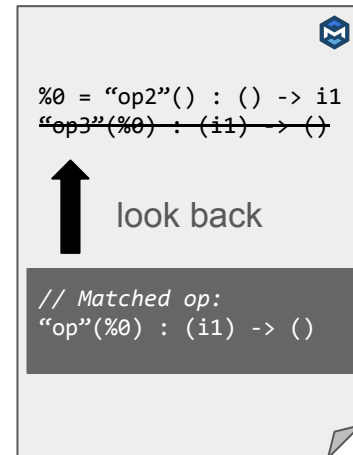 %0 = “op2”() : () -> i1
“op3”(%0) : (i1) -> ()
look back
// Matched op:
“op”(%0) : (i1) -> ()